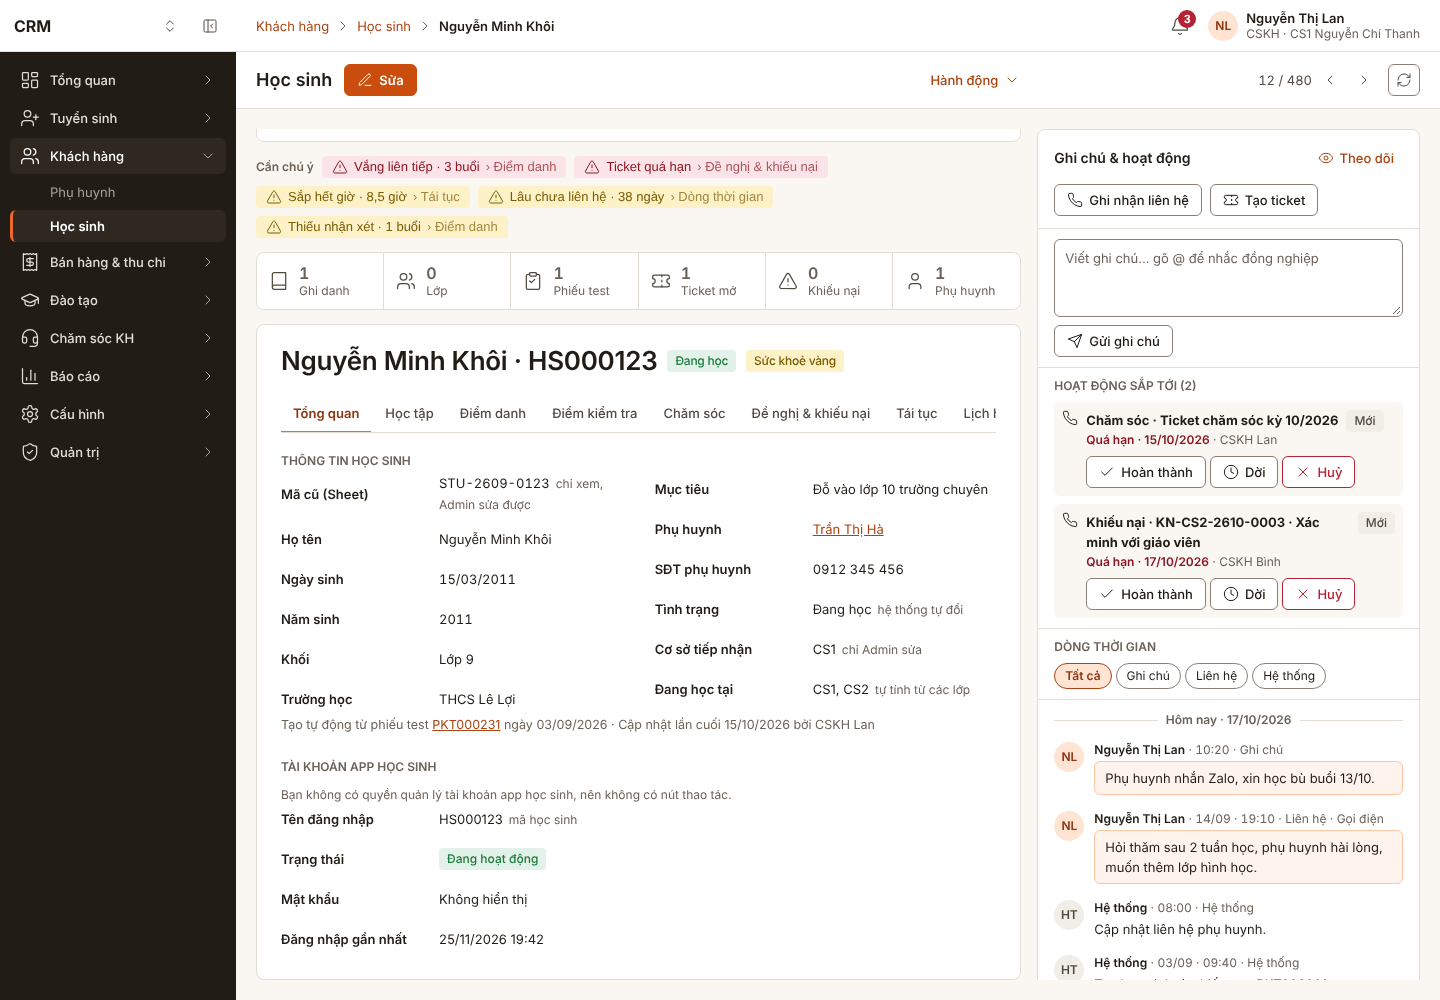 CRM
Khách hàng
Học sinh
Nguyễn Minh Khôi
3
NL
Nguyễn Thị Lan
CSKH · CS1 Nguyễn Chí Thanh
Tổng quan
Tuyển sinh
Khách hàng
Phụ huynh
Học sinh
Bán hàng & thu chi
Đào tạo
Chăm sóc KH
Báo cáo
Cấu hình
Quản trị
Học sinh
Sửa
Hành động
12 / 480
Cần chú ý
Vắng liên tiếp · 3 buổi › Điểm danh
Ticket quá hạn › Đề nghị & khiếu nại
Sắp hết giờ · 8,5 giờ › Tái tục
Lâu chưa liên hệ · 38 ngày › Dòng thời gian
Thiếu nhận xét · 1 buổi › Điểm danh
1
Ghi danh
0
Lớp
1
Phiếu test
1
Ticket mở
0
Khiếu nại
1
Phụ huynh
Nguyễn Minh Khôi · HS000123
Đang học
Sức khoẻ vàng
Tổng quan
Học tập
Điểm danh
Điểm kiểm tra
Chăm sóc
Đề nghị & khiếu nại
Tái tục
Lịch
THÔNG TIN HỌC SINH
Mã cũ (Sheet)
STU-2609-0123 chỉ xem,
Admin sửa được
Họ tên
Nguyễn Minh Khôi
Ngày sinh
15/03/2011
Năm sinh
2011
Khối
Lớp 9
Trường học
THCS Lê Lợi
Mục tiêu
Đỗ vào lớp 10 trường chuyên
Phụ huynh
Trần Thị Hà
SĐT phụ huynh
0912 345 456
Tình trạng
Đang học hệ thống tự đổi
Cơ sở tiếp nhận
CS1 chỉ Admin sửa
Đang học tại
CS1, CS2 tự tính từ các lớp
Tạo tự động từ phiếu test PKT000231 ngày 03/09/2026 · Cập nhật lần cuối 15/10/2026 bởi CSKH Lan
TÀI KHOẢN APP HỌC SINH
Bạn không có quyền quản lý tài khoản app học sinh, nên không có nút thao tác.
Tên đăng nhập
HS000123 mã học sinh
Trạng thái
Đang hoạt động
Mật khẩu
Không hiển thị
Đăng nhập gần nhất
25/11/2026 19:42
Ghi chú & hoạt động
Theo dõi
Ghi nhận liên hệ
Tạo ticket
Viết ghi chú... gõ @ để nhắc đồng nghiệp
Gửi ghi chú
HOẠT ĐỘNG SẮP TỚI (2)
Chăm sóc · Ticket chăm sóc kỳ 10/2026
Mới
Quá hạn · 15/10/2026 · CSKH Lan
Hoàn thành
Dời
Huỷ
Khiếu nại · KN-CS2-2610-0003 · Xác
minh với giáo viên
Mới
Quá hạn · 17/10/2026 · CSKH Bình
Hoàn thành
Dời
Huỷ
DÒNG THỜI GIAN
Tất cả
Ghi chú
Liên hệ
Hệ thống
Hôm nay · 17/10/2026
NL
Nguyễn Thị Lan · 10:20 · Ghi chú
Phụ huynh nhắn Zalo, xin học bù buổi 13/10.
NL
Nguyễn Thị Lan · 14/09 · 19:10 · Liên hệ · Gọi điện
Hỏi thăm sau 2 tuần học, phụ huynh hài lòng,
muốn thêm lớp hình học.
HT
Hệ thống · 08:00 · Hệ thống
Cập nhật liên hệ phụ huynh.
HT
Hệ thống · 03/09 · 09:40 · Hệ thống